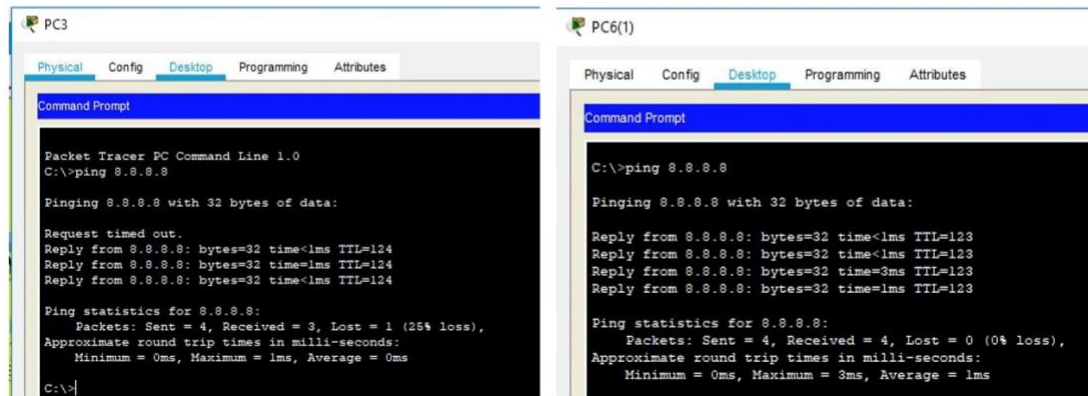 PC3
Physical Config Desktop Programming Attributes
Command Prompt
Packet Tracer PC Command Line 1.0
C:\>ping 8.8.8.8
Pinging 8.8.8.8 with 32 bytes of data:
Request timed out.
Reply from 8.8.8.8: bytes=32 time<1ms TTL=124
Reply from 8.8.8.8: bytes=32 time=1ms TTL=124
Reply from 8.8.8.8: bytes=32 time<1ms TTL=124
Ping statistics for 8.8.8.8:
Packets: Sent = 4, Received = 3, Lost = 1 (25% loss),
Approximate round trip times in milli-seconds:
Minimum = 0ms, Maximum = 1ms, Average = 0ms
C:\>
PC6(1)
Physical Config Desktop Programming Attributes
Command Prompt
C:\>ping 8.8.8.8
Pinging 8.8.8.8 with 32 bytes of data:
Reply from 8.8.8.8: bytes=32 time<1ms TTL=123
Reply from 8.8.8.8: bytes=32 time<1ms TTL=123
Reply from 8.8.8.8: bytes=32 time=3ms TTL=123
Reply from 8.8.8.8: bytes=32 time=1ms TTL=123
Ping statistics for 8.8.8.8:
Packets: Sent = 4, Received = 4, Lost = 0 (0% loss),
Approximate round trip times in milli-seconds:
Minimum = 0ms, Maximum = 3ms, Average = 1ms